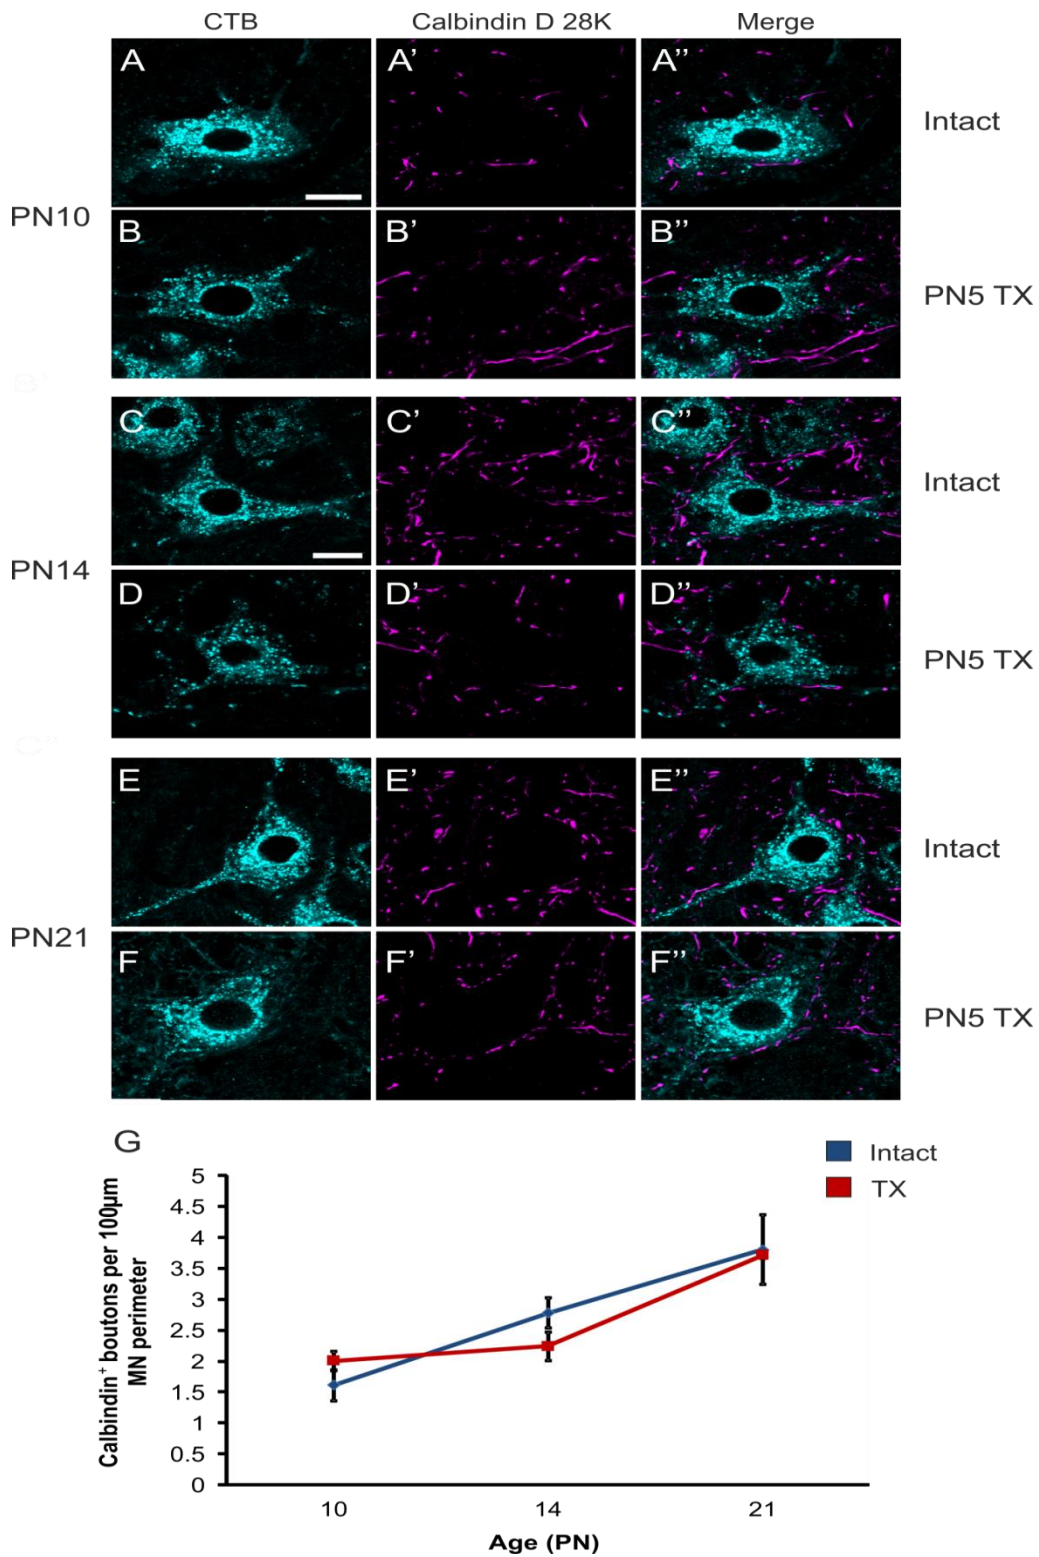 CTB Calbindin D 28K Merge
A A' A''
Intact
PN10
B B' B''
PN5 TX
B'
C C' C''
Intact
PN14
D D' D''
PN5 TX
C''
E E' E''
Intact
PN21
F F' F''
PN5 TX
G
Intact
TX
Calbindin⁺ boutons per 100µm
MN perimeter
5
4.5
4
3.5
3
2.5
2
1.5
1
0.5
0
10 14 21
Age (PN)